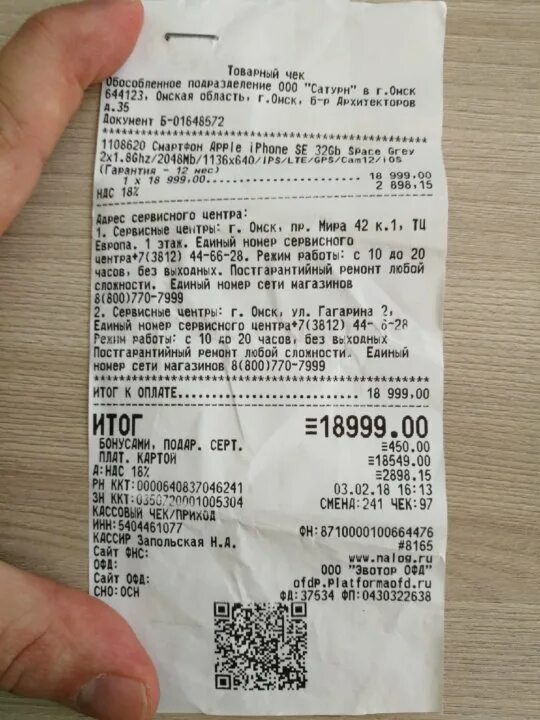 Товарный чек
Обособленное подразделение ООО "Сатурн" в г.Омск
644123, Омская область, г.Омск, б-р Архитекторов
д.35
Документ Б-01648572
1108620 Смартфон Apple iPhone SE 32Gb Space Grey
2x1.8Ghz/2048Mb/1136x640/IPS/LTE/GPS/Cam12/iOS
(Гарантия - 12 мес)
1 x 18 999.00 18 999.00
НДС 18% 2 898.15
Адрес сервисного центра:
1. Сервисные центры: г. Омск, пр. Мира 42 к.1, ТЦ
Европа. 1 этаж. Единый номер сервисного
центра+7(3812) 44-66-28. Режим работы: с 10 до 20
часов, без выходных. Постгарантийный ремонт любой
сложности. Единый номер сети магазинов
8(800)770-7999
2. Сервисные центры: г. Омск, ул. Гагарина 2,
Единый номер сервисного центра+7(3812) 44- 6-28
Режим работы: с 10 до 20 часов, без выходных
Постгарантийный ремонт любой сложности. Единый
номер сети магазинов 8(800)770-7999
ИТОГ К ОПЛАТЕ 18 999.00
ИТОГ ≡18999.00
БОНУСАМИ, ПОДАР. СЕРТ. ≡450.00
ПЛАТ. КАРТОЙ ≡18549.00
А:НДС 18% ≡2898.15
РН ККТ:0000640837046241 03.02.18 16:13
ЗН ККТ:0350720001005304 СМЕНА:241 ЧЕК:97
КАССОВЫЙ ЧЕК/ПРИХОД
ИНН:5404461077 ФН:8710000100664476
КАССИР Запольская Н.А. #8165
Сайт ФНС: www.nalog.ru
ОФД: ООО "Эвотор ОФД"
Сайт ОФД: ofdp.platformaofd.ru
СНО:ОСН ФД:37534 ФП:0430322638